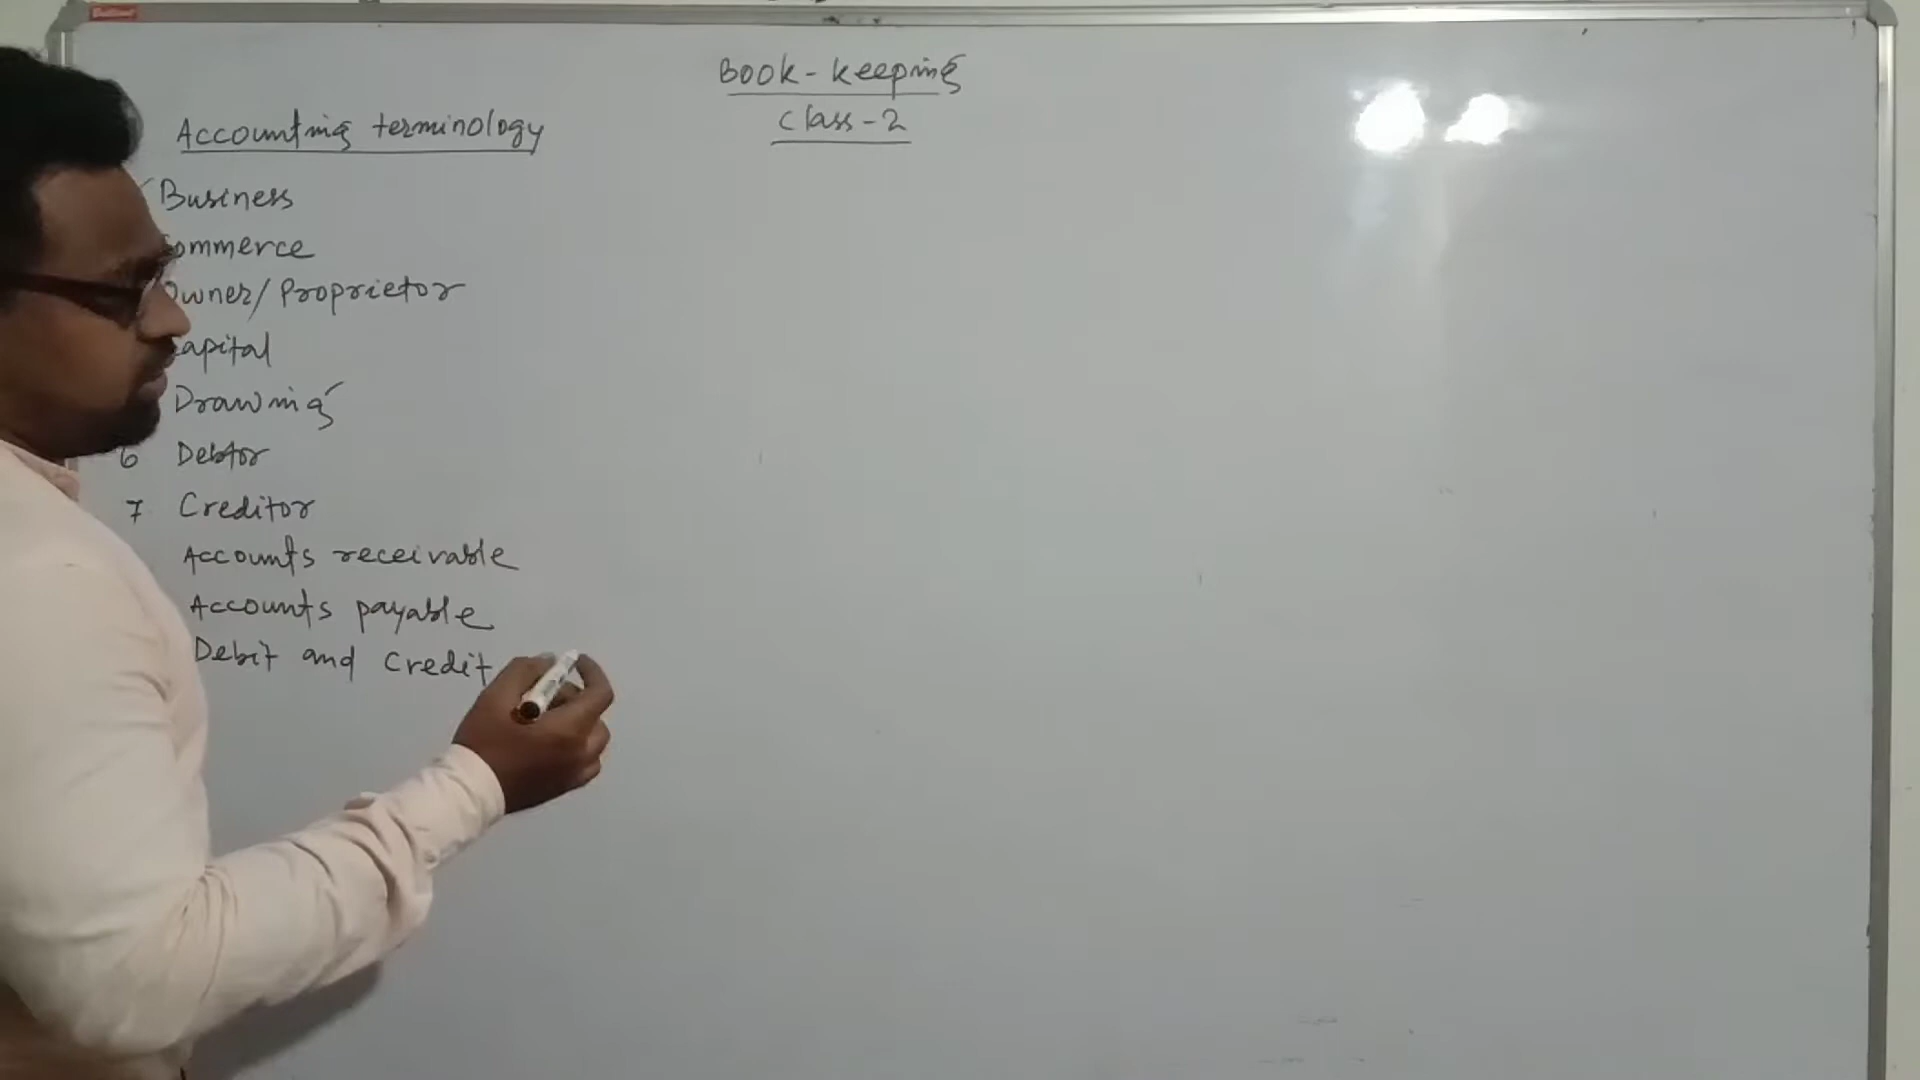 Book-keeping
Class-2
Accounting terminology
Business
Commerce
Owner/Proprietor
Capital
Drawing
6 Debtor
7 Creditor
Accounts receivable
Accounts payable
Debit and Credit